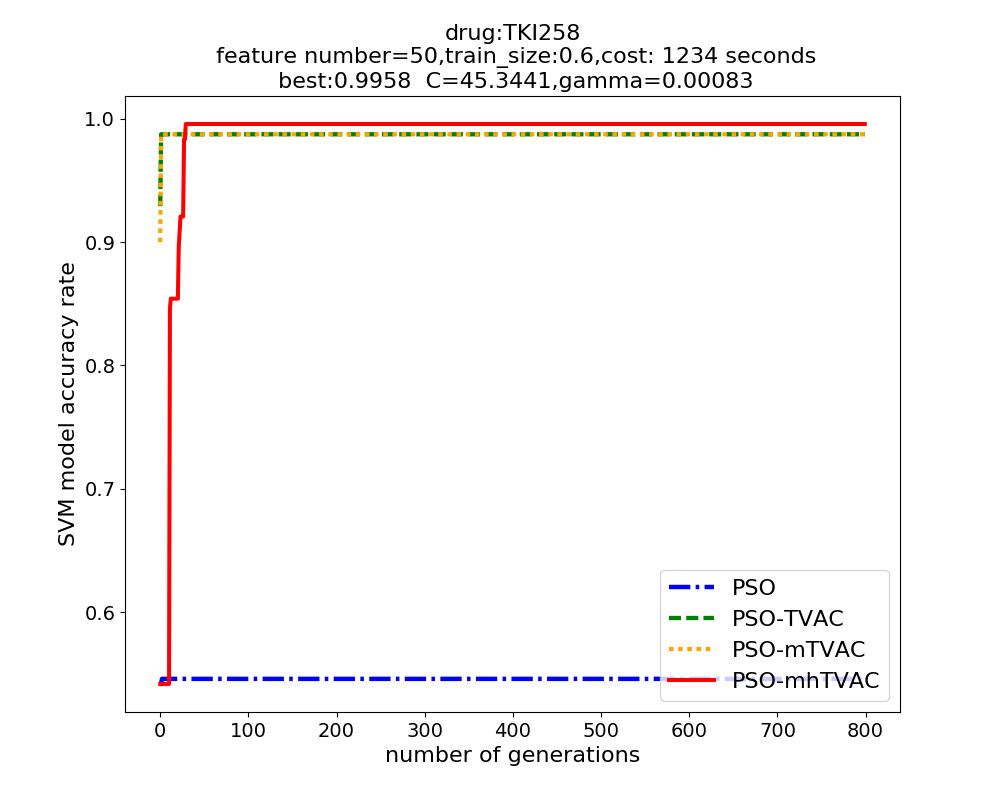 drug:TKI258
feature number=50,train_size:0.6,cost: 1234 seconds
best:0.9958  C=45.3441,gamma=0.00083
1.0
0.9
0.8
0.7
0.6
SVM model accuracy rate
PSO
PSO-TVAC
PSO-mTVAC
PSO-mhTVAC
0 100 200 300 400 500 600 700 800
number of generations